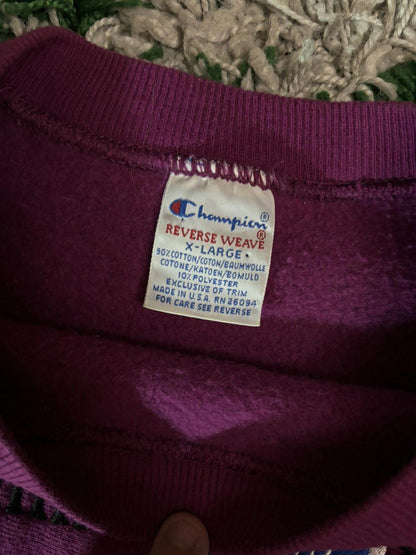 Champion®
REVERSE WEAVE®
X-LARGE
90% COTTON/COTON/BAUMWOLLE
COTONE/KATOEN/BOMULD
10% POLYESTER
EXCLUSIVE OF TRIM
MADE IN U.S.A. RN 26094
FOR CARE SEE REVERSE